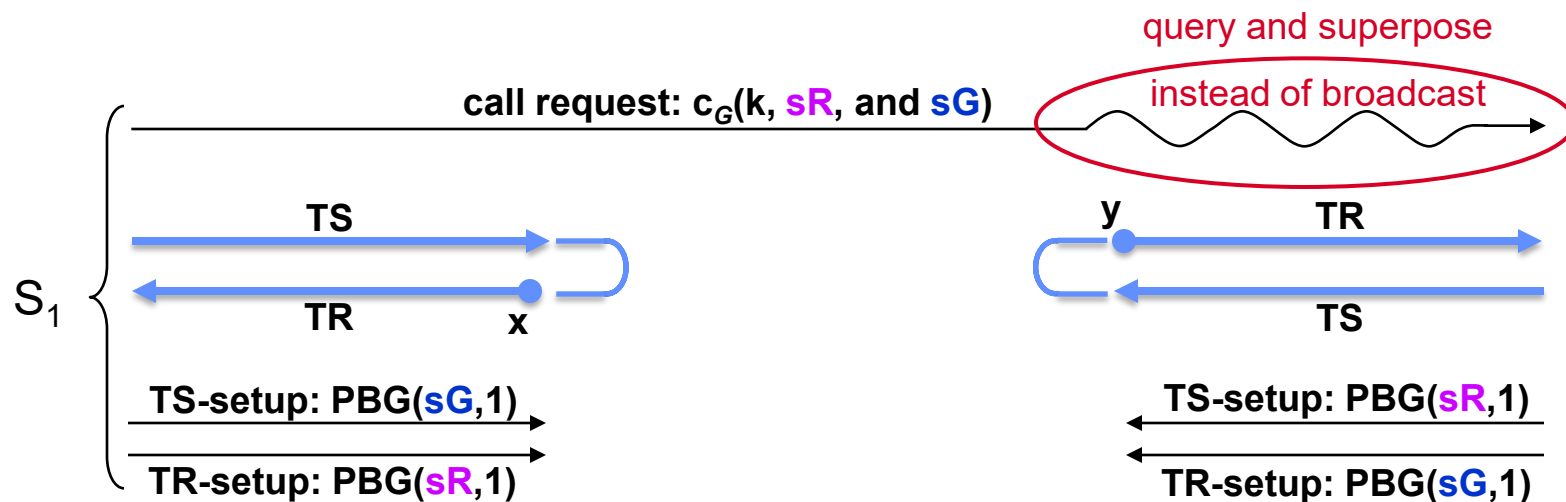 query and superpose
instead of broadcast
call request: cG(k, sR, and sG)
TS
y
TR
S1
TR
x
TS
TS-setup: PBG(sG,1)
TS-setup: PBG(sR,1)
TR-setup: PBG(sR,1)
TR-setup: PBG(sG,1)